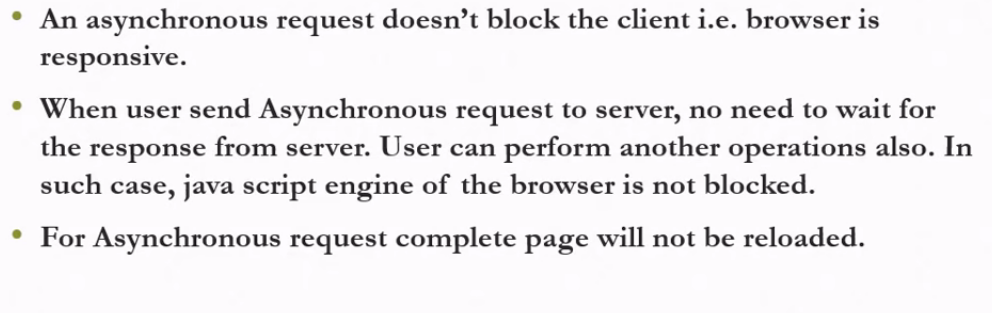 • An asynchronous request doesn't block the client i.e. browser is
responsive.
• When user send Asynchronous request to server, no need to wait for
the response from server. User can perform another operations also. In
such case, java script engine of the browser is not blocked.
• For Asynchronous request complete page will not be reloaded.